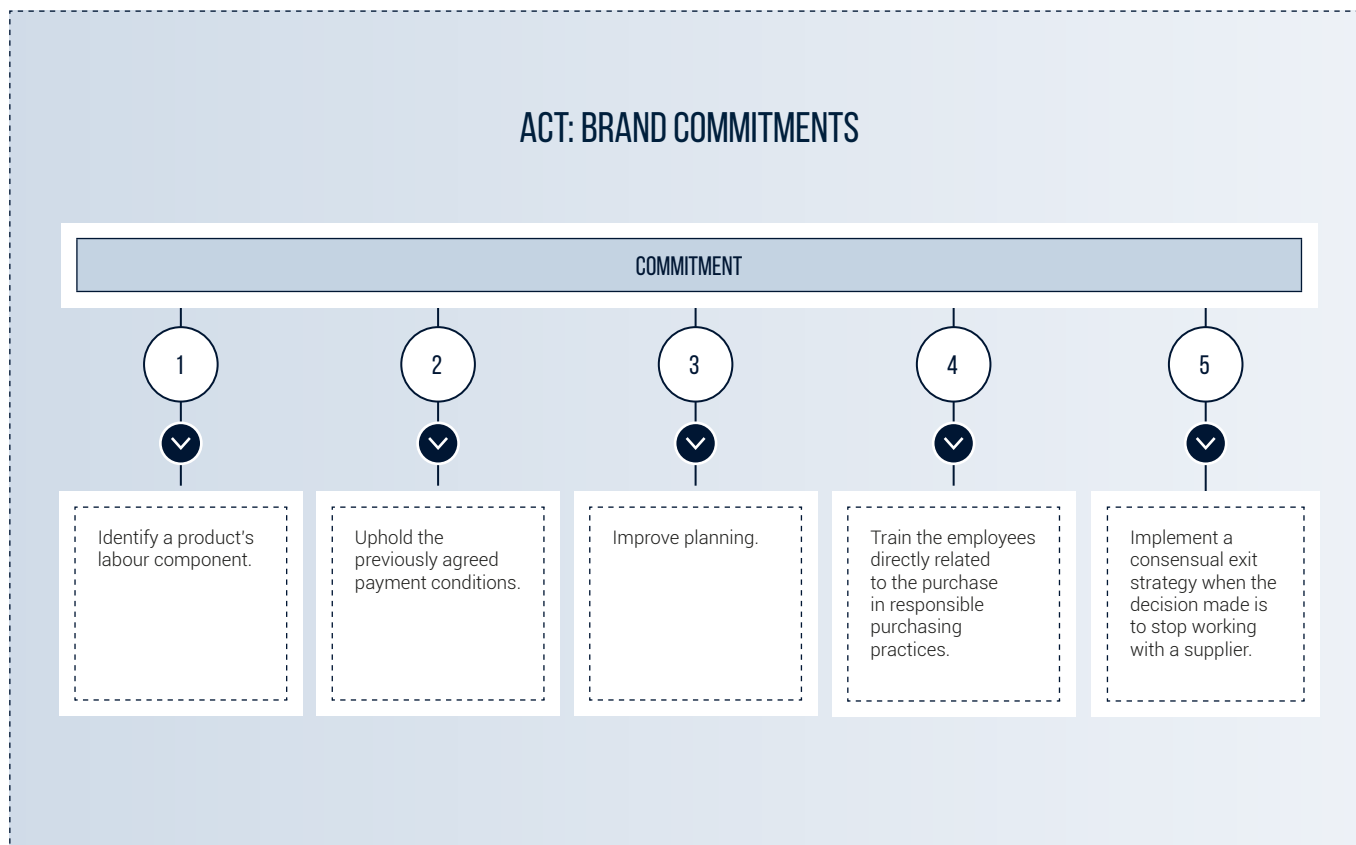 ACT: BRAND COMMITMENTS
COMMITMENT
1
2
3
4
5
Identify a product's
labour component.
Uphold the
previously agreed
payment conditions.
Improve planning.
Train the employees
directly related
to the purchase
in responsible
purchasing
practices.
Implement a
consensual exit
strategy when the
decision made is
to stop working
with a supplier.